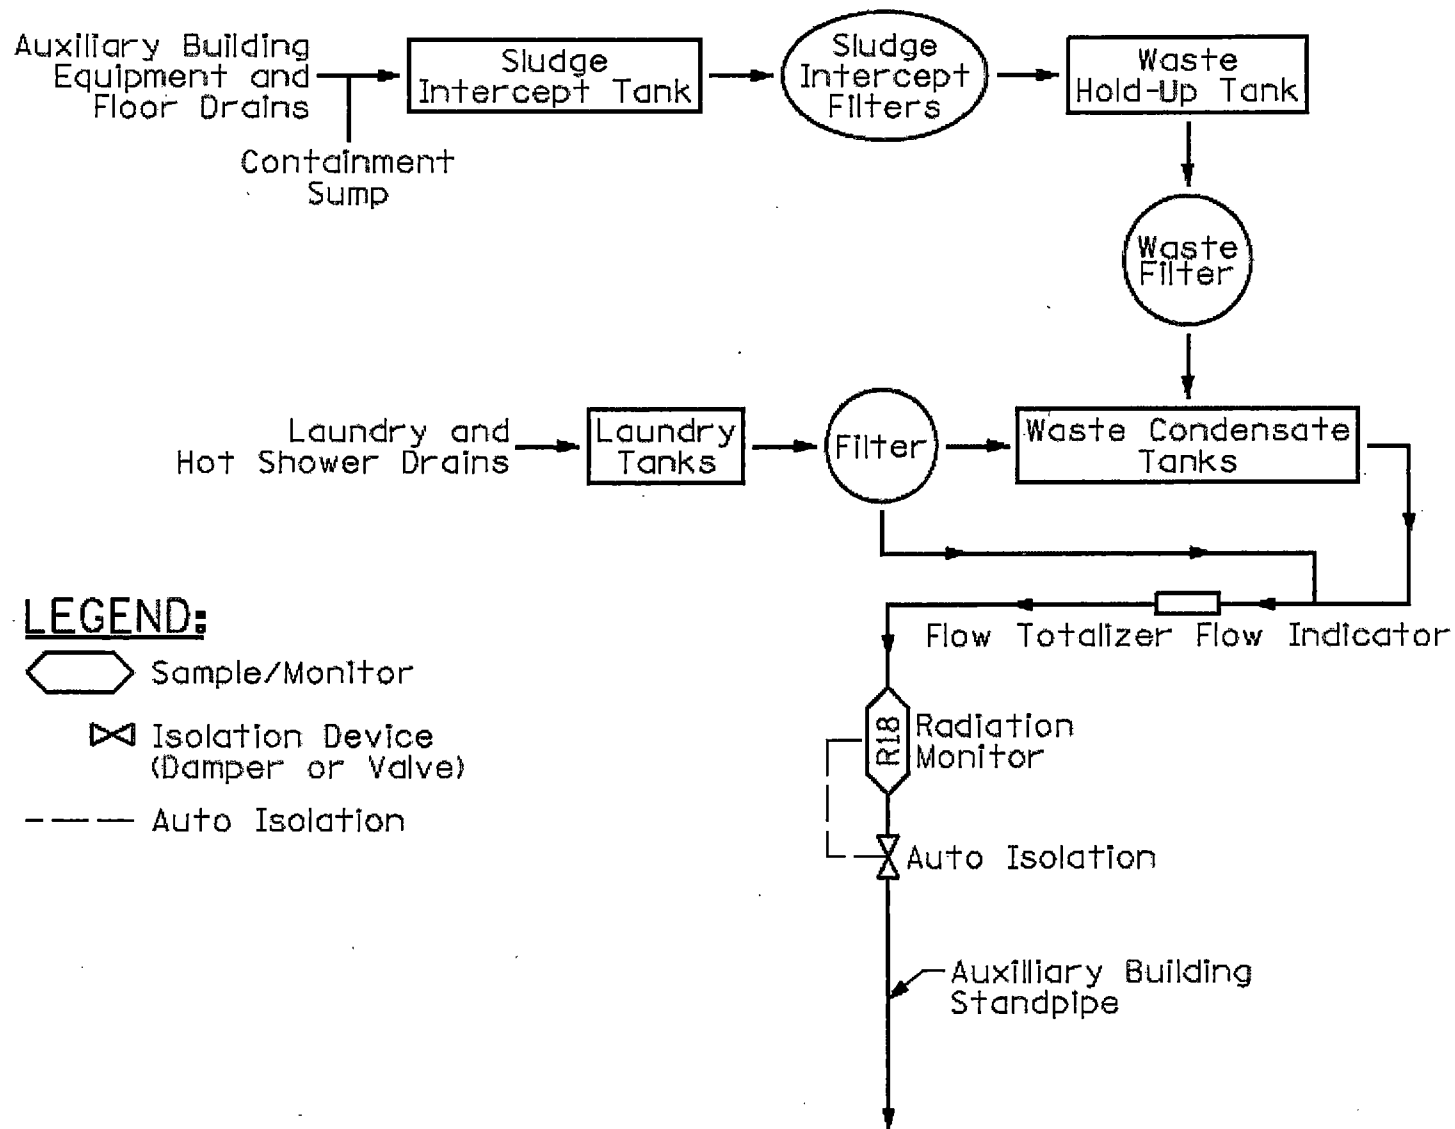 Auxiliary Building
Equipment and
Floor Drains
Containment
Sump
Sludge
Intercept Tank
Sludge
Intercept
Filters
Waste
Hold-Up Tank
Waste
Filter
Laundry and
Hot Shower Drains
Laundry
Tanks
Filter
Waste Condensate
Tanks
Flow Totalizer Flow Indicator
LEGEND:
Sample/Monitor
Isolation Device
(Damper or Valve)
Auto Isolation
R18
Radiation
Monitor
Auto Isolation
Auxilliary Building
Standpipe